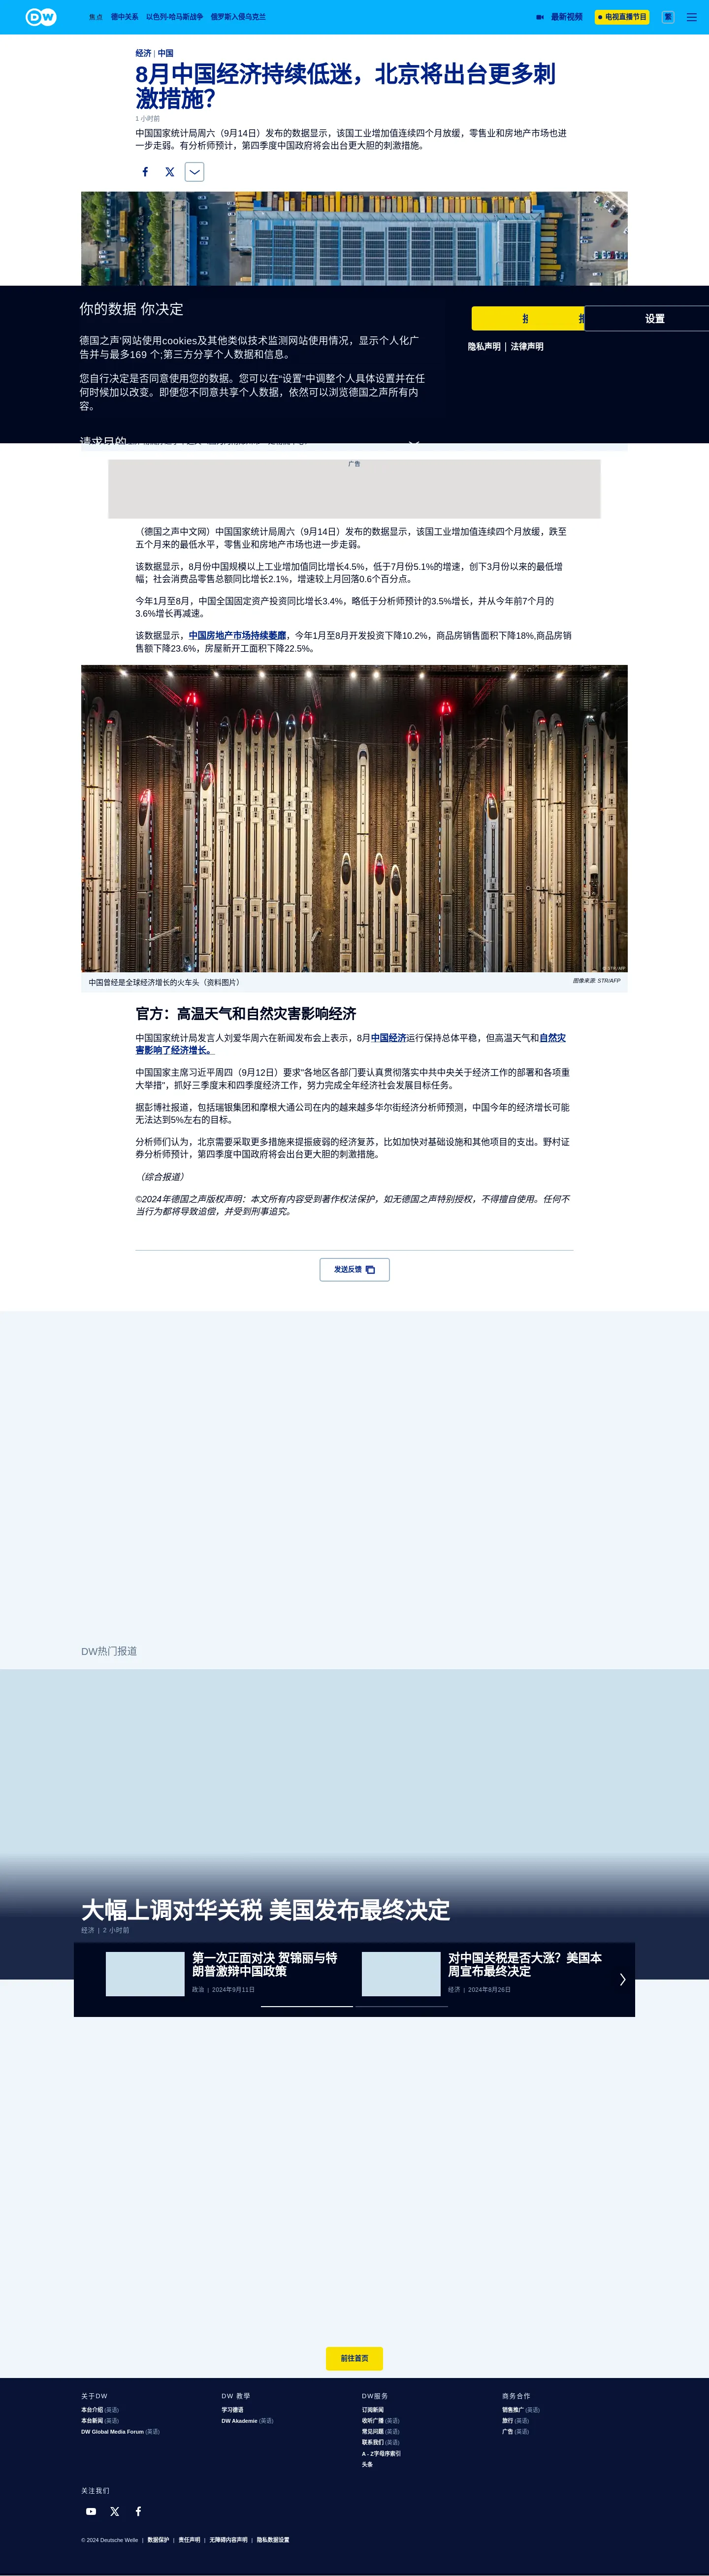 DW
焦点 德中关系 以色列-哈马斯战争 俄罗斯入侵乌克兰
最新视频
电视直播节目
繁
经济 | 中国
8月中国经济持续低迷，北京将出台更多刺
激措施？
1 小时前
中国国家统计局周六（9月14日）发布的数据显示，该国工业增加值连续四个月放缓，零售业和房地产市场也进
一步走弱。有分析师预计，第四季度中国政府将会出台更大胆的刺激措施。
你的数据 你决定
设置
隐私声明 | 法律声明
德国之声'网站使用cookies及其他类似技术监测网站使用情况，显示个人化广
告并与最多169 个;第三方分享个人数据和信息。
您自行决定是否同意使用您的数据。您可以在“设置”中调整个人具体设置并在任
何时候加以改变。即便您不同意共享个人数据，依然可以浏览德国之声所有内
容。
请求目的
广告
（德国之声中文网）中国国家统计局周六（9月14日）发布的数据显示，该国工业增加值连续四个月放缓，跌至
五个月来的最低水平，零售业和房地产市场也进一步走弱。
该数据显示，8月份中国规模以上工业增加值同比增长4.5%，低于7月份5.1%的增速，创下3月份以来的最低增
幅；社会消费品零售总额同比增长2.1%，增速较上月回落0.6个百分点。
今年1月至8月，中国全国固定资产投资同比增长3.4%，略低于分析师预计的3.5%增长，并从今年前7个月的
3.6%增长再减速。
该数据显示，中国房地产市场持续萎靡，今年1月至8月开发投资下降10.2%，商品房销售面积下降18%,商品房销
售额下降23.6%，房屋新开工面积下降22.5%。
© STR/AFP
中国曾经是全球经济增长的火车头（资料图片）
图像来源: STR/AFP
官方：高温天气和自然灾害影响经济
中国国家统计局发言人刘爱华周六在新闻发布会上表示，8月中国经济运行保持总体平稳，但高温天气和自然灾
害影响了经济增长。
中国国家主席习近平周四（9月12日）要求"各地区各部门要认真贯彻落实中共中央关于经济工作的部署和各项重
大举措"，抓好三季度末和四季度经济工作，努力完成全年经济社会发展目标任务。
据彭博社报道，包括瑞银集团和摩根大通公司在内的越来越多华尔街经济分析师预测，中国今年的经济增长可能
无法达到5%左右的目标。
分析师们认为，北京需要采取更多措施来提振疲弱的经济复苏，比如加快对基础设施和其他项目的支出。野村证
券分析师预计，第四季度中国政府将会出台更大胆的刺激措施。
（综合报道）
©2024年德国之声版权声明：本文所有内容受到著作权法保护，如无德国之声特别授权，不得擅自使用。任何不
当行为都将导致追偿，并受到刑事追究。
发送反馈
DW热门报道
大幅上调对华关税 美国发布最终决定
经济 | 2 小时前
第一次正面对决 贺锦丽与特
朗普激辩中国政策
政治 | 2024年9月11日
对中国关税是否大涨？美国本
周宣布最终决定
经济 | 2024年8月26日
前往首页
关于DW
本台介绍 (英语)
本台新闻 (英语)
DW Global Media Forum (英语)
DW 教学
学习德语
DW Akademie (英语)
DW服务
订阅新闻
收听广播 (英语)
常见问题 (英语)
联系我们 (英语)
A - Z字母序索引
头条
商务合作
销售推广 (英语)
旅行 (英语)
广告 (英语)
关注我们
© 2024 Deutsche Welle | 数据保护 | 责任声明 | 无障碍内容声明 | 隐私数据设置